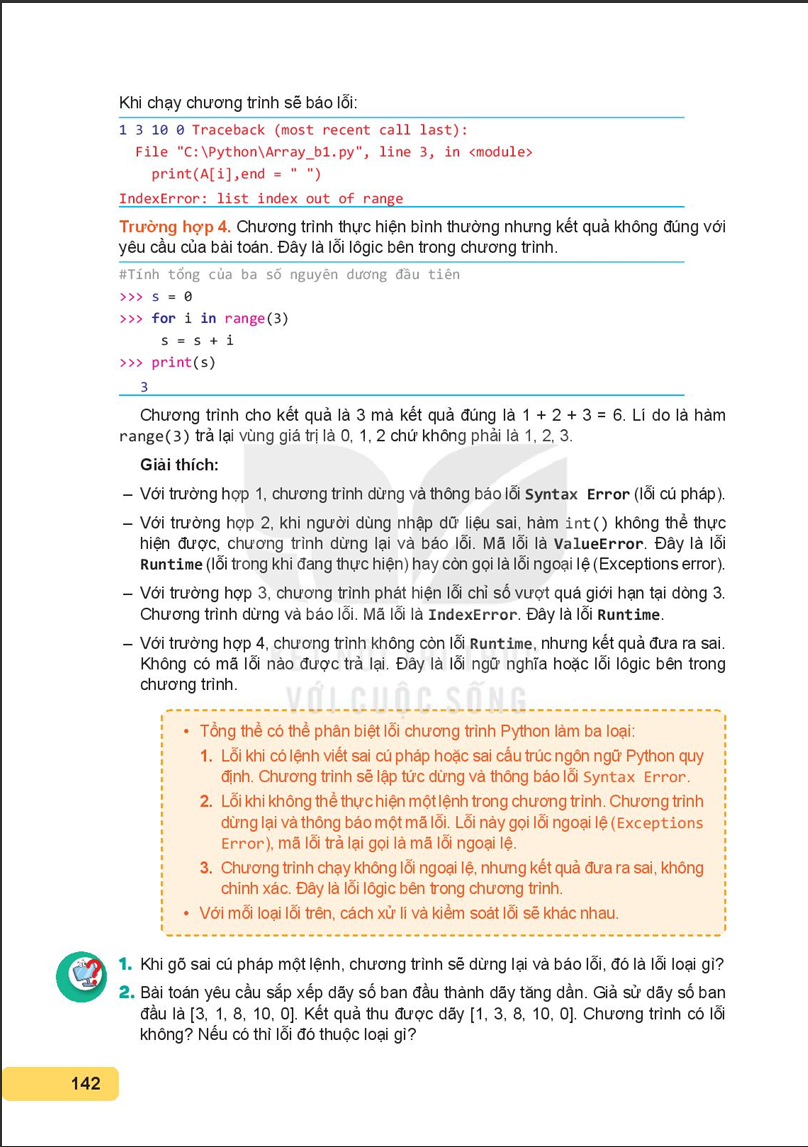 Khi chạy chương trình sẽ báo lỗi:
1 3 10 0 Traceback (most recent call last):
File "C:\Python\Array_b1.py", line 3, in <module>
print(A[i],end = " ")
IndexError: list index out of range
Trường hợp 4. Chương trình thực hiện bình thường nhưng kết quả không đúng với
yêu cầu của bài toán. Đây là lỗi lôgic bên trong chương trình.
#Tính tổng của ba số nguyên dương đầu tiên
>>> s = 0
>>> for i in range(3)
s = s + i
>>> print(s)
3
Chương trình cho kết quả là 3 mà kết quả đúng là 1 + 2 + 3 = 6. Lí do là hàm
range(3) trả lại vùng giá trị là 0, 1, 2 chứ không phải là 1, 2, 3.
Giải thích:
– Với trường hợp 1, chương trình dừng và thông báo lỗi Syntax Error (lỗi cú pháp).
– Với trường hợp 2, khi người dùng nhập dữ liệu sai, hàm int() không thể thực
hiện được, chương trình dừng lại và báo lỗi. Mã lỗi là ValueError. Đây là lỗi
Runtime (lỗi trong khi đang thực hiện) hay còn gọi là lỗi ngoại lệ (Exceptions error).
– Với trường hợp 3, chương trình phát hiện lỗi chỉ số vượt quá giới hạn tại dòng 3.
Chương trình dừng và báo lỗi. Mã lỗi là IndexError. Đây là lỗi Runtime.
– Với trường hợp 4, chương trình không còn lỗi Runtime, nhưng kết quả đưa ra sai.
Không có mã lỗi nào được trả lại. Đây là lỗi ngữ nghĩa hoặc lỗi lôgic bên trong
chương trình.
VỚI CUỘC SỐNG
• Tổng thể có thể phân biệt lỗi chương trình Python làm ba loại:
1. Lỗi khi có lệnh viết sai cú pháp hoặc sai cấu trúc ngôn ngữ Python quy
định. Chương trình sẽ lập tức dừng và thông báo lỗi Syntax Error.
2. Lỗi khi không thể thực hiện một lệnh trong chương trình. Chương trình
dừng lại và thông báo một mã lỗi. Lỗi này gọi lỗi ngoại lệ (Exceptions
Error), mã lỗi trả lại gọi là mã lỗi ngoại lệ.
3. Chương trình chạy không lỗi ngoại lệ, nhưng kết quả đưa ra sai, không
chính xác. Đây là lỗi lôgic bên trong chương trình.
• Với mỗi loại lỗi trên, cách xử lí và kiểm soát lỗi sẽ khác nhau.
1. Khi gõ sai cú pháp một lệnh, chương trình sẽ dừng lại và báo lỗi, đó là lỗi loại gì?
2. Bài toán yêu cầu sắp xếp dãy số ban đầu thành dãy tăng dần. Giả sử dãy số ban
đầu là [3, 1, 8, 10, 0]. Kết quả thu được dãy [1, 3, 8, 10, 0]. Chương trình có lỗi
không? Nếu có thì lỗi đó thuộc loại gì?
142